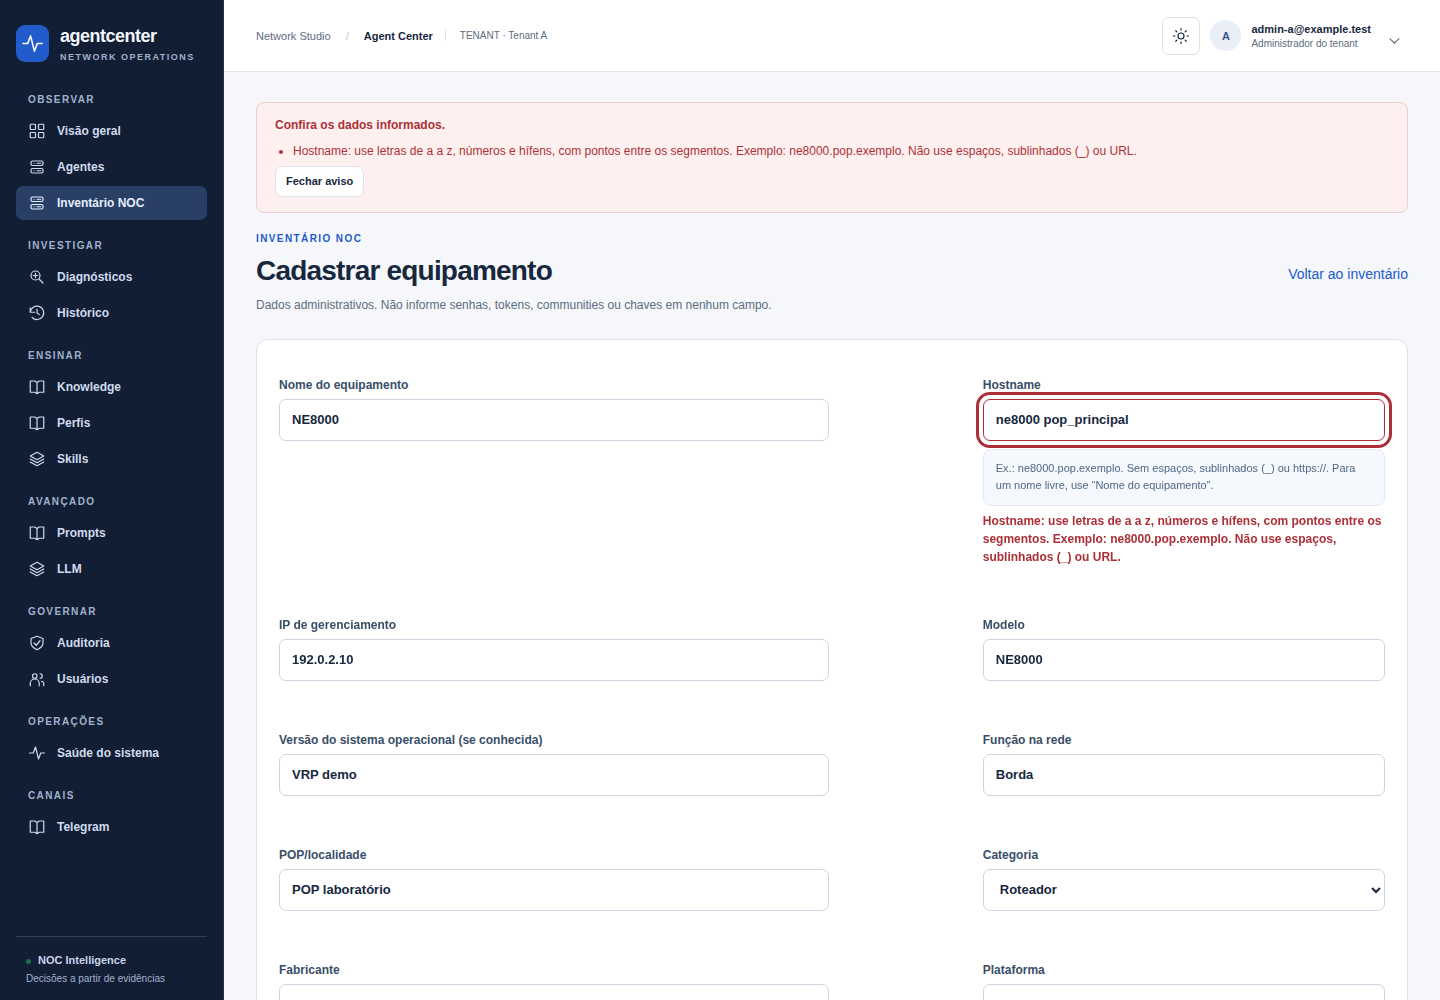 agentcenter
NETWORK OPERATIONS
OBSERVAR
Visão geral
Agentes
Inventário NOC
INVESTIGAR
Diagnósticos
Histórico
ENSINAR
Knowledge
Perfis
Skills
AVANÇADO
Prompts
LLM
GOVERNAR
Auditoria
Usuários
OPERAÇÕES
Saúde do sistema
CANAIS
Telegram
NOC Intelligence
Decisões a partir de evidências
Network Studio / Agent Center TENANT · Tenant A
A
admin-a@example.test
Administrador do tenant
Confira os dados informados.
Hostname: use letras de a a z, números e hífens, com pontos entre os segmentos. Exemplo: ne8000.pop.exemplo. Não use espaços, sublinhados (_) ou URL.
Fechar aviso
INVENTÁRIO NOC
Cadastrar equipamento
Voltar ao inventário
Dados administrativos. Não informe senhas, tokens, communities ou chaves em nenhum campo.
Nome do equipamento
NE8000
Hostname
ne8000 pop_principal
Ex.: ne8000.pop.exemplo. Sem espaços, sublinhados (_) ou https://. Para
um nome livre, use “Nome do equipamento”.
Hostname: use letras de a a z, números e hífens, com pontos entre os
segmentos. Exemplo: ne8000.pop.exemplo. Não use espaços,
sublinhados (_) ou URL.
IP de gerenciamento
192.0.2.10
Modelo
NE8000
Versão do sistema operacional (se conhecida)
VRP demo
Função na rede
Borda
POP/localidade
POP laboratório
Categoria
Roteador
Fabricante
Plataforma